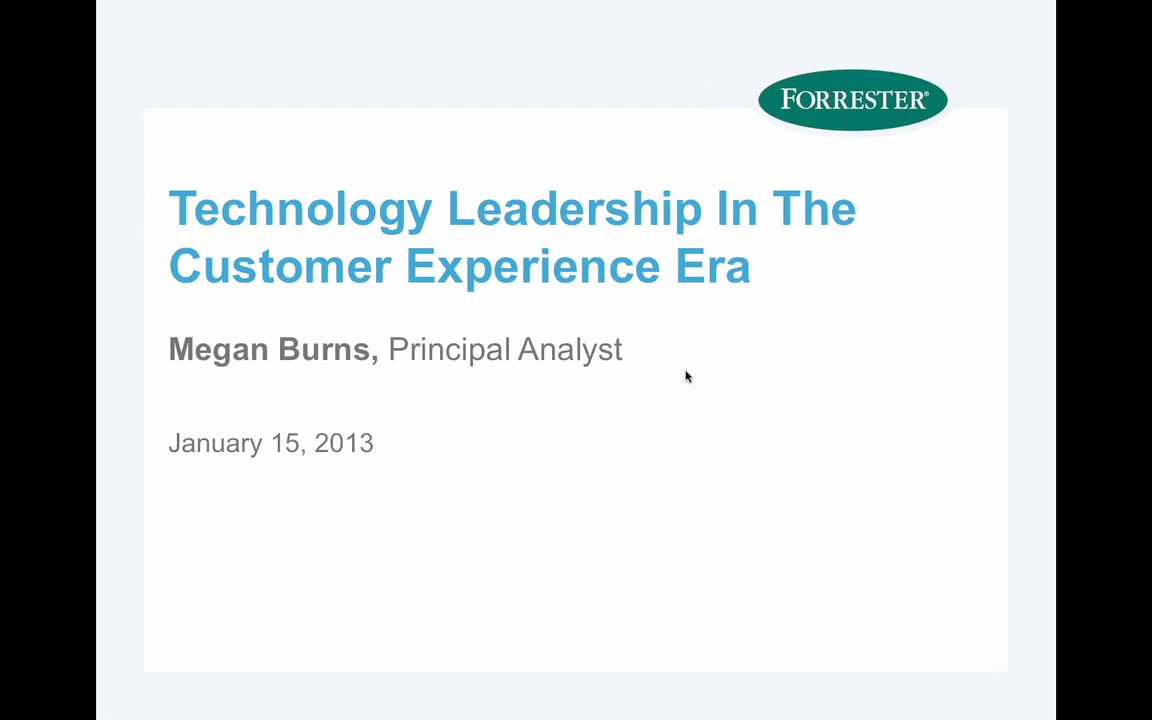 FORRESTER®
Technology Leadership In The
Customer Experience Era
Megan Burns, Principal Analyst
January 15, 2013